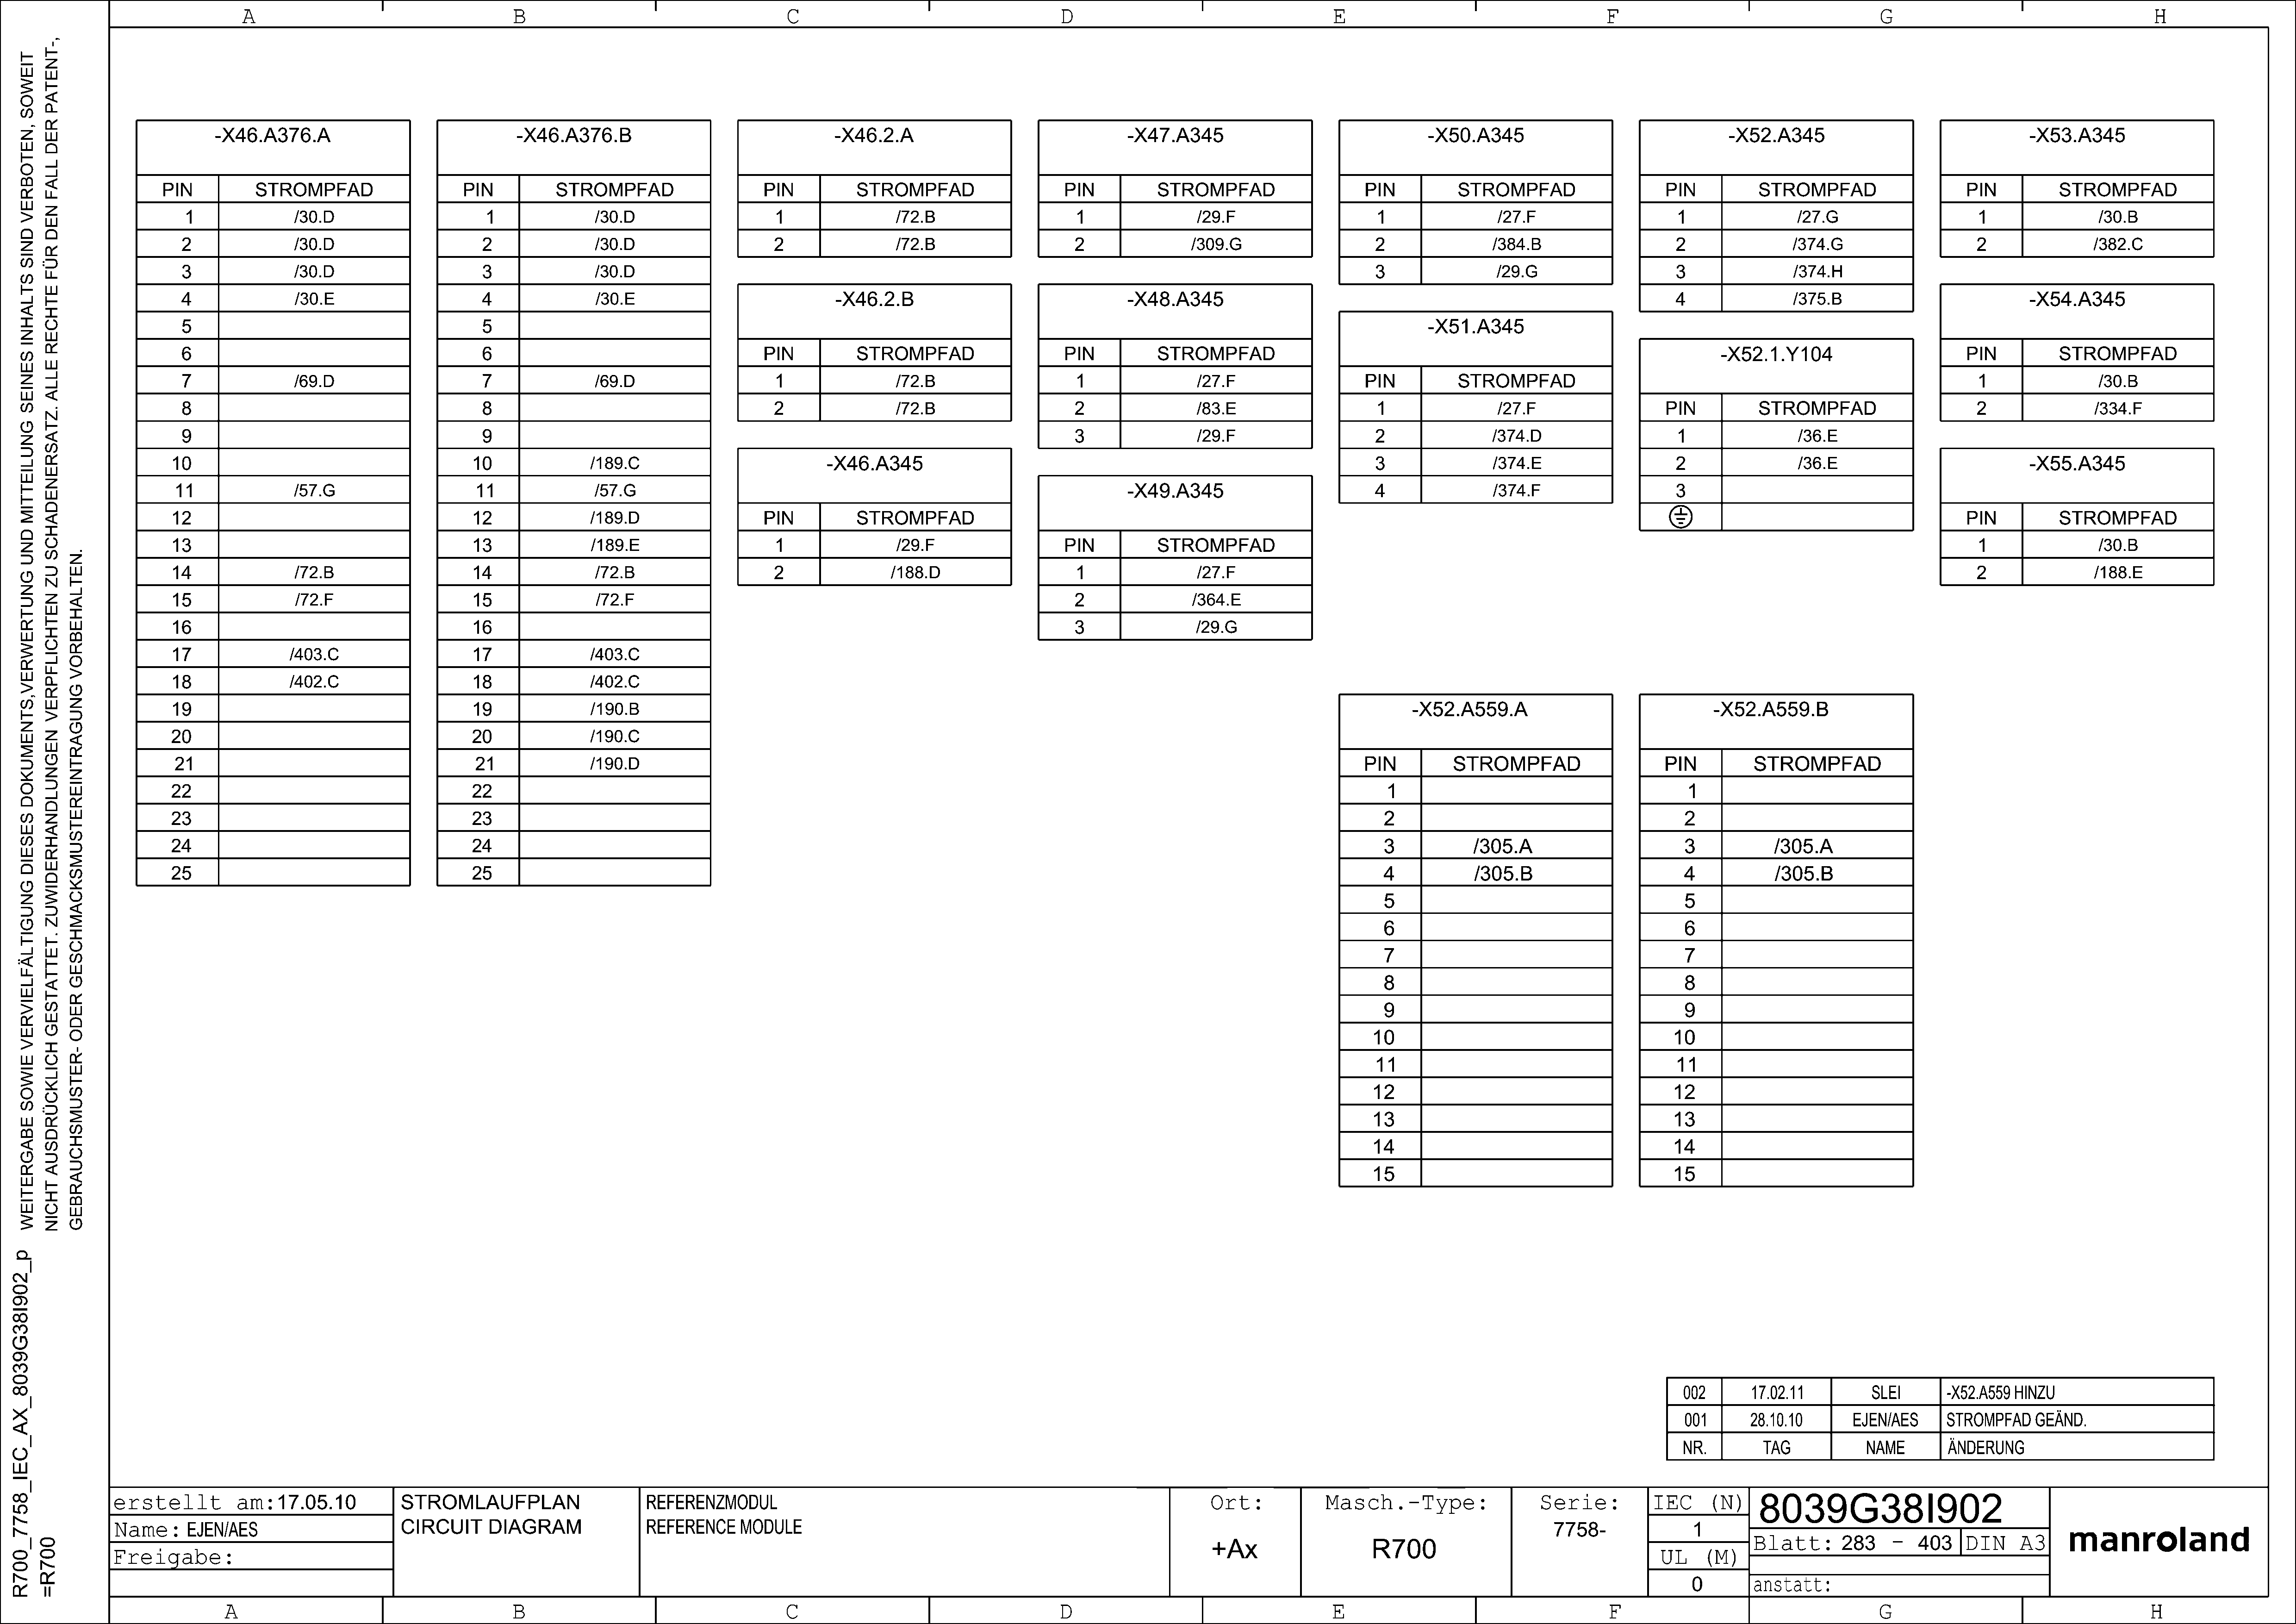 A B C D E F G H
WEITERGABE SOWIE VERVIELFÄLTIGUNG DIESES DOKUMENTS,VERWERTUNG UND MITTEILUNG SEINES INHALTS SIND VERBOTEN, SOWEIT
NICHT AUSDRÜCKLICH GESTATTET. ZUWIDERHANDLUNGEN VERPFLICHTEN ZU SCHADENERSATZ. ALLE RECHTE FÜR DEN FALL DER PATENT-,
GEBRAUCHSMUSTER- ODER GESCHMACKSMUSTEREINTRAGUNG VORBEHALTEN.
R700_7758_IEC_AX_8039G38I902_p
=R700
-X46.A376.A
PIN STROMPFAD
1 /30.D
2 /30.D
3 /30.D
4 /30.E
5
6
7 /69.D
8
9
10
11 /57.G
12
13
14 /72.B
15 /72.F
16
17 /403.C
18 /402.C
19
20
21
22
23
24
25
-X46.A376.B
PIN STROMPFAD
1 /30.D
2 /30.D
3 /30.D
4 /30.E
5
6
7 /69.D
8
9
10 /189.C
11 /57.G
12 /189.D
13 /189.E
14 /72.B
15 /72.F
16
17 /403.C
18 /402.C
19 /190.B
20 /190.C
21 /190.D
22
23
24
25
-X46.2.A
PIN STROMPFAD
1 /72.B
2 /72.B
-X46.2.B
PIN STROMPFAD
1 /72.B
2 /72.B
-X46.A345
PIN STROMPFAD
1 /29.F
2 /188.D
-X47.A345
PIN STROMPFAD
1 /29.F
2 /309.G
-X48.A345
PIN STROMPFAD
1 /27.F
2 /83.E
3 /29.F
-X49.A345
PIN STROMPFAD
1 /27.F
2 /364.E
3 /29.G
-X50.A345
PIN STROMPFAD
1 /27.F
2 /384.B
3 /29.G
-X51.A345
PIN STROMPFAD
1 /27.F
2 /374.D
3 /374.E
4 /374.F
-X52.A345
PIN STROMPFAD
1 /27.G
2 /374.G
3 /374.H
4 /375.B
-X52.1.Y104
PIN STROMPFAD
1 /36.E
2 /36.E
3
-X53.A345
PIN STROMPFAD
1 /30.B
2 /382.C
-X54.A345
PIN STROMPFAD
1 /30.B
2 /334.F
-X55.A345
PIN STROMPFAD
1 /30.B
2 /188.E
-X52.A559.A
PIN STROMPFAD
1
2
3 /305.A
4 /305.B
5
6
7
8
9
10
11
12
13
14
15
-X52.A559.B
PIN STROMPFAD
1
2
3 /305.A
4 /305.B
5
6
7
8
9
10
11
12
13
14
15
002 17.02.11 SLEI -X52.A559 HINZU
001 28.10.10 EJEN/AES STROMPFAD GEÄND.
NR. TAG NAME ÄNDERUNG
erstellt am:17.05.10
Name: EJEN/AES
Freigabe:
STROMLAUFPLAN
CIRCUIT DIAGRAM
REFERENZMODUL
REFERENCE MODULE
Ort:
+Ax
Masch.-Type:
R700
Serie:
7758-
IEC (N)
1
UL (M)
0
8039G38I902
Blatt: 283 - 403 DIN A3
anstatt:
manroland
A B C D E F G H